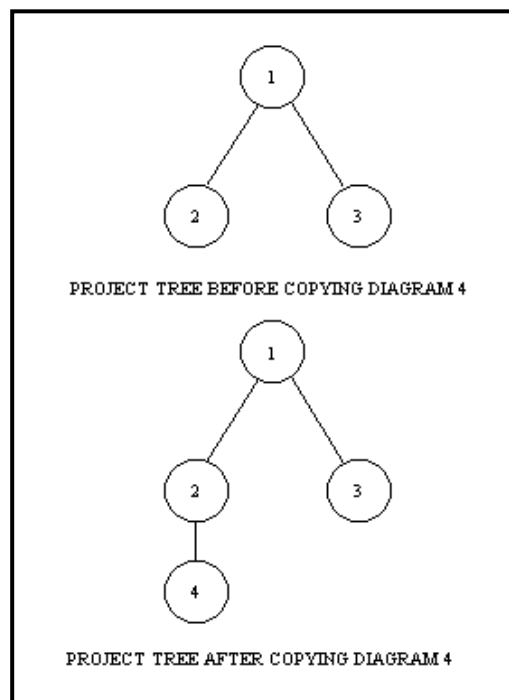 1
2 3
PROJECT TREE BEFORE COPYING DIAGRAM 4
1
2 3
4
PROJECT TREE AFTER COPYING DIAGRAM 4